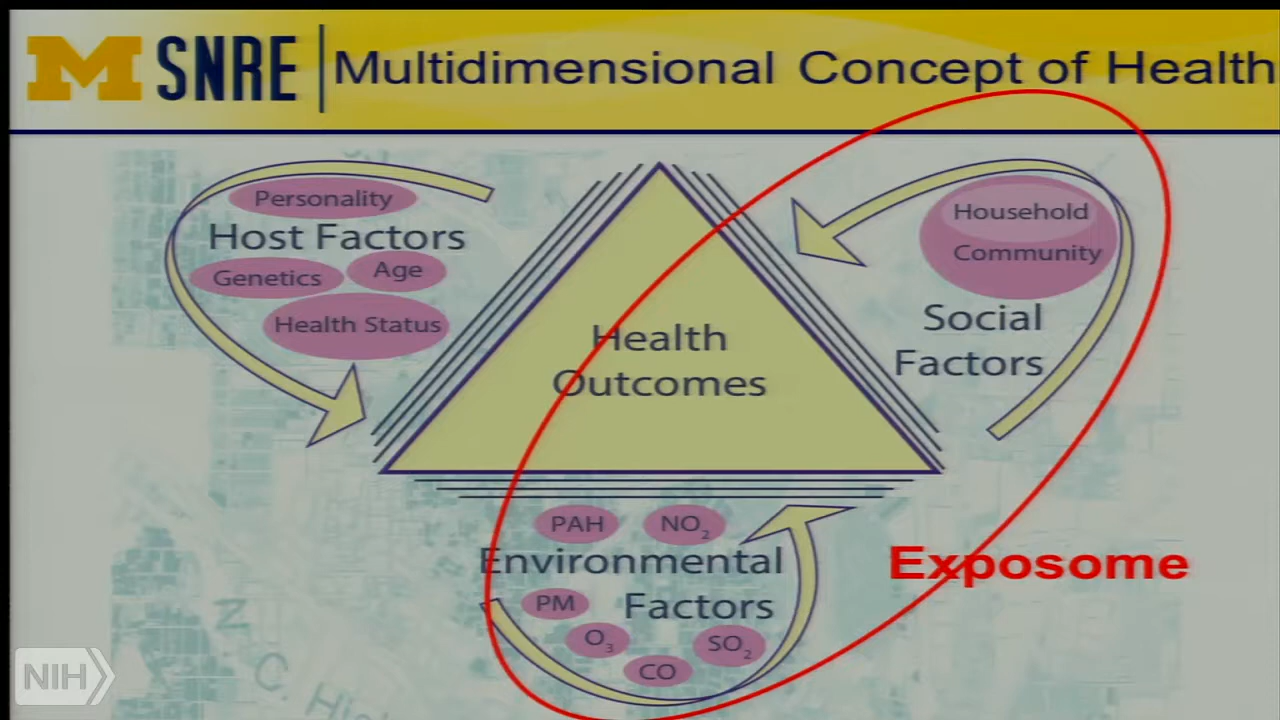 M SNRE
Multidimensional Concept of Health
Personality
Host Factors
Genetics
Age
Health Status
Household
Community
Social
Factors
Health
Outcomes
PAH
NO₂
Environmental
Factors
PM
O₃
SO₂
CO
Exposome
NIH
Z